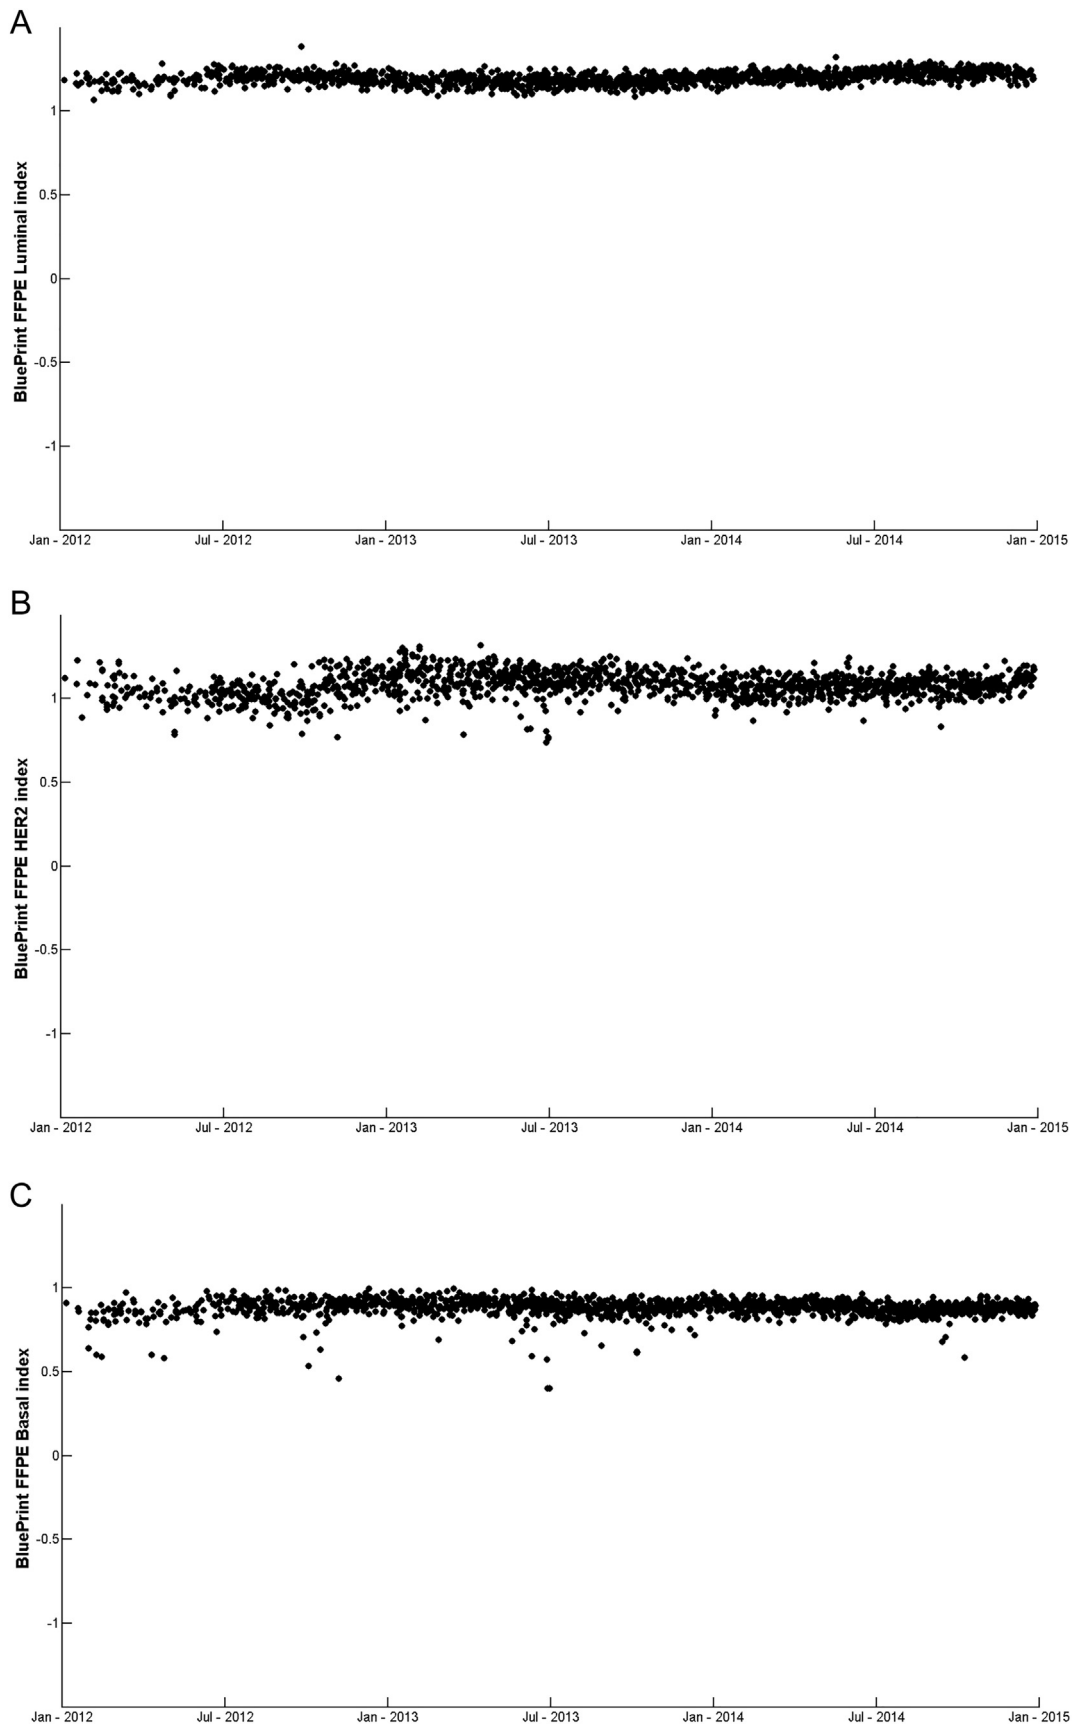 A
BluePrint FFPE Luminal index
1
0.5
0
-0.5
-1
Jan - 2012 Jul - 2012 Jan - 2013 Jul - 2013 Jan - 2014 Jul - 2014 Jan - 2015
B
BluePrint FFPE HER2 index
1
0.5
0
-0.5
-1
Jan - 2012 Jul - 2012 Jan - 2013 Jul - 2013 Jan - 2014 Jul - 2014 Jan - 2015
C
BluePrint FFPE Basal index
1
0.5
0
-0.5
-1
Jan - 2012 Jul - 2012 Jan - 2013 Jul - 2013 Jan - 2014 Jul - 2014 Jan - 2015